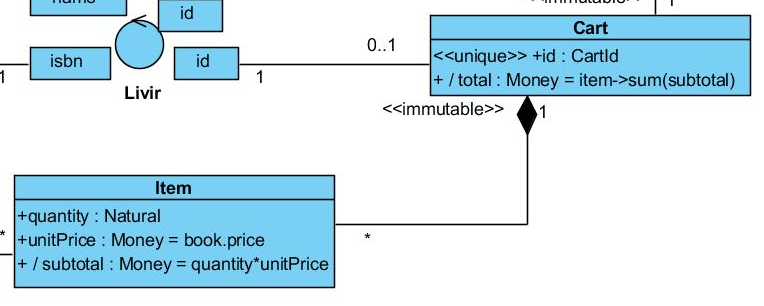 id
isbn
id
Livir
1
1
0..1
1
Cart
<<unique>> +id : CartId
+ / total : Money = item->sum(subtotal)
<<immutable>>
1
Item
+quantity : Natural
+unitPrice : Money = book.price
+ / subtotal : Money = quantity*unitPrice
*
*